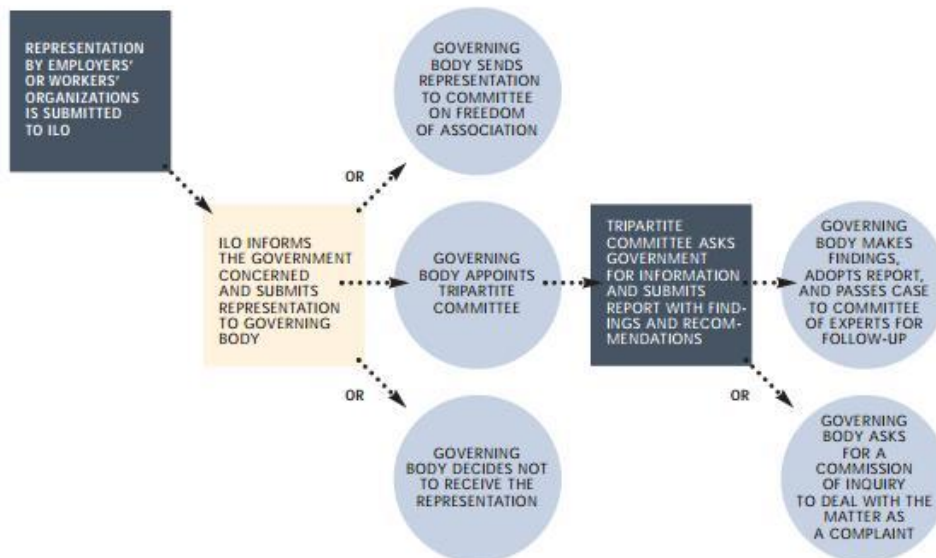 REPRESENTATION
BY EMPLOYERS'
OR WORKERS'
ORGANIZATIONS
IS SUBMITTED
TO ILO
GOVERNING
BODY SENDS
REPRESENTATION
TO COMMITTEE
ON FREEDOM
OF ASSOCIATION
OR
ILO INFORMS
THE GOVERNMENT
CONCERNED
AND SUBMITS
REPRESENTATION
TO GOVERNING
BODY
GOVERNING
BODY APPOINTS
TRIPARTITE
COMMITTEE
TRIPARTITE
COMMITTEE ASKS
GOVERNMENT
FOR INFORMATION
AND SUBMITS
REPORT WITH FIND-
INGS AND RECOM-
MENDATIONS
GOVERNING
BODY MAKES
FINDINGS,
ADOPTS REPORT,
AND PASSES CASE
TO COMMITTEE
OF EXPERTS FOR
FOLLOW-UP
OR
GOVERNING
BODY DECIDES NOT
TO RECEIVE THE
REPRESENTATION
OR
GOVERNING
BODY ASKS
FOR A
COMMISSION
OF INQUIRY
TO DEAL WITH THE
MATTER AS
A COMPLAINT